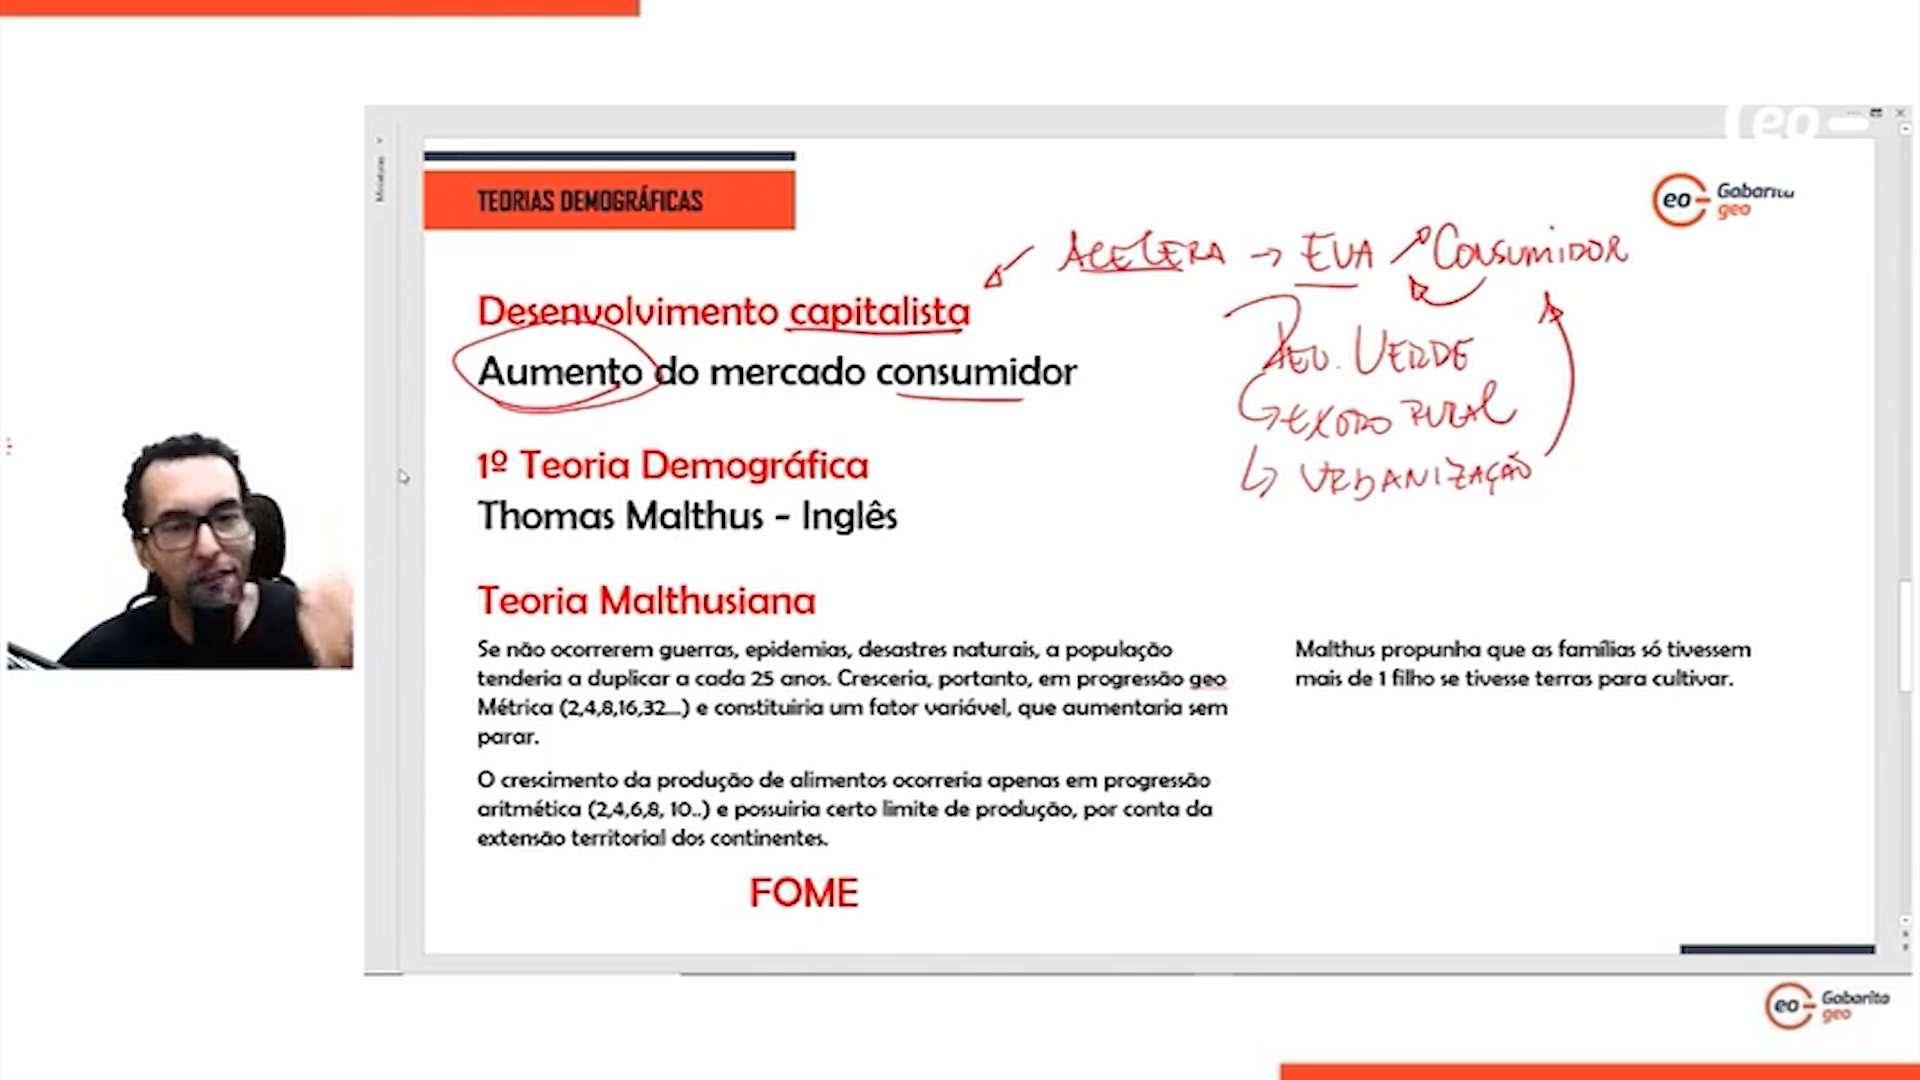 eo
Miniaturas
TEORIAS DEMOGRÁFICAS
eo Gabarito
geo
ACELERA → EUA ↗ CONSUMIDOR
Desenvolvimento capitalista
REV. VERDE
Aumento do mercado consumidor
ÊXODO RURAL
1º Teoria Demográfica
URBANIZAÇÃO
Thomas Malthus - Inglês
Teoria Malthusiana
Se não ocorrerem guerras, epidemias, desastres naturais, a população
tenderia a duplicar a cada 25 anos. Cresceria, portanto, em progressão geo
Métrica (2,4,8,16,32...) e constituiria um fator variável, que aumentaria sem
parar.
O crescimento da produção de alimentos ocorreria apenas em progressão
aritmética (2,4,6,8, 10..) e possuiria certo limite de produção, por conta da
extensão territorial dos continentes.
FOME
Malthus propunha que as famílias só tivessem
mais de 1 filho se tivesse terras para cultivar.
eo Gabarito
geo